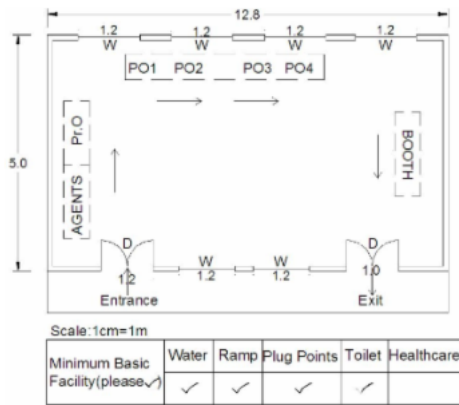 12.8
1.2 1.2 1.2 1.2
W W W W
PO1 PO2 PO3 PO4
Pr.O
AGENTS
BOOTH
5.0
D W W D
1.2 1.2 1.2 1.0
Entrance Exit
Scale:1cm=1m
Minimum Basic Facility(please✓) Water Ramp Plug Points Toilet Healthcare
✓ ✓ ✓ ✓